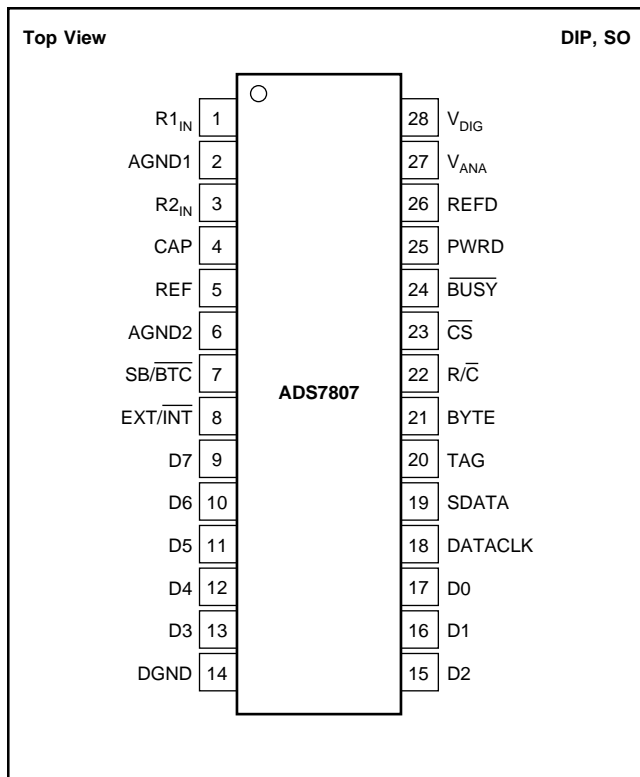 Top View DIP, SO
R1IN 1 28 VDIG
AGND1 2 27 VANA
R2IN 3 26 REFD
CAP 4 25 PWRD
REF 5 24 BUSY
AGND2 6 23 CS
SB/BTC 7 22 R/C
ADS7807
EXT/INT 8 21 BYTE
D7 9 20 TAG
D6 10 19 SDATA
D5 11 18 DATACLK
D4 12 17 D0
D3 13 16 D1
DGND 14 15 D2